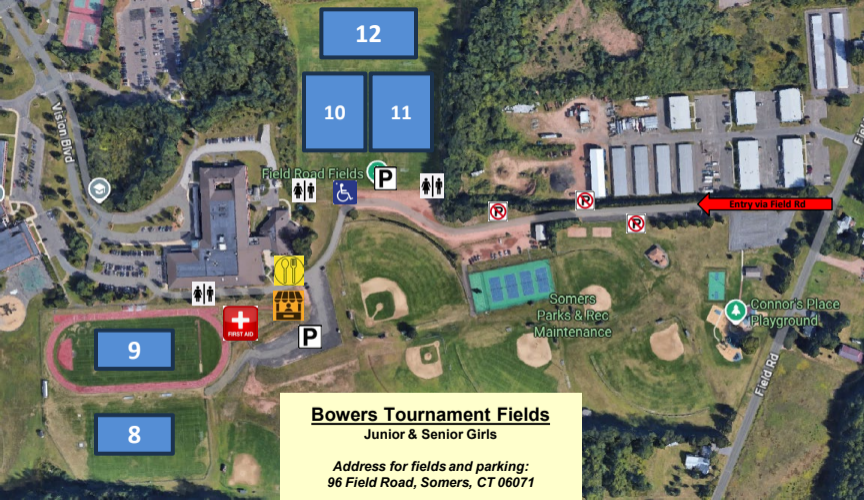 12
10
11
Vision Blvd
Field Road Fields
P
Entry via Field Rd
Somers
Parks & Rec
Maintenance
Connor's Place
Playground
FIRST AID
P
9
Field Rd
8
Bowers Tournament Fields
Junior & Senior Girls
Address for fields and parking:
96 Field Road, Somers, CT 06071